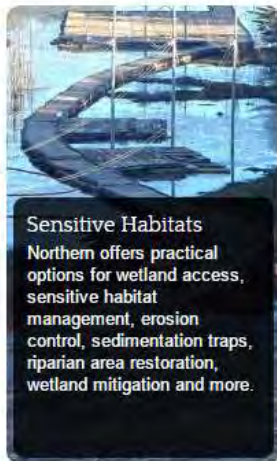 Sensitive Habitats
Northern offers practical
options for wetland access,
sensitive habitat
management, erosion
control, sedimentation traps,
riparian area restoration,
wetland mitigation and more.